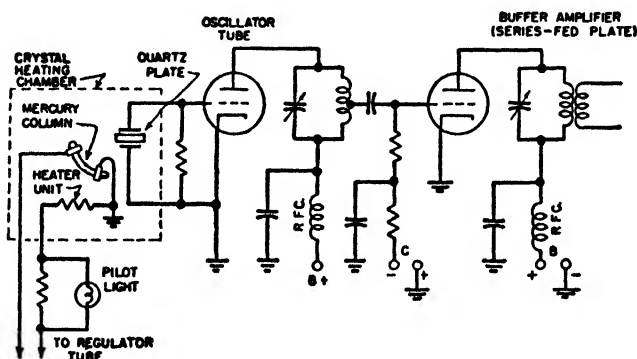 OSCILLATOR
TUBE
BUFFER AMPLIFIER
(SERIES-FED PLATE)
CRYSTAL
HEATING
CHAMBER
QUARTZ
PLATE
MERCURY
COLUMN
HEATER
UNIT
R.F.C.
R.F.C.
PILOT
LIGHT
B+
C
-
+
B
+
-
TO REGULATOR
TUBE